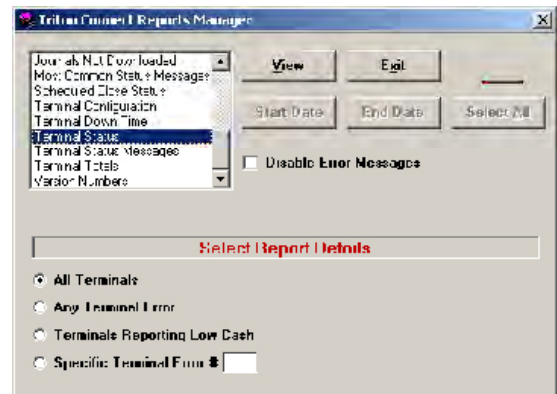 Triton Connect Reports Manager
Journals Not Downloaded
Most Common Status Messages
Scheduled Close Status
Terminal Configuration
Terminal Down Time
Terminal Status
Terminal Status Messages
Terminal Totals
Version Numbers
View
Exit
Start Date
End Date
Select All
Disable Error Messages
Select Report Details
All Terminals
Any Terminal Error
Terminals Reporting Low Cash
Specific Terminal Error #